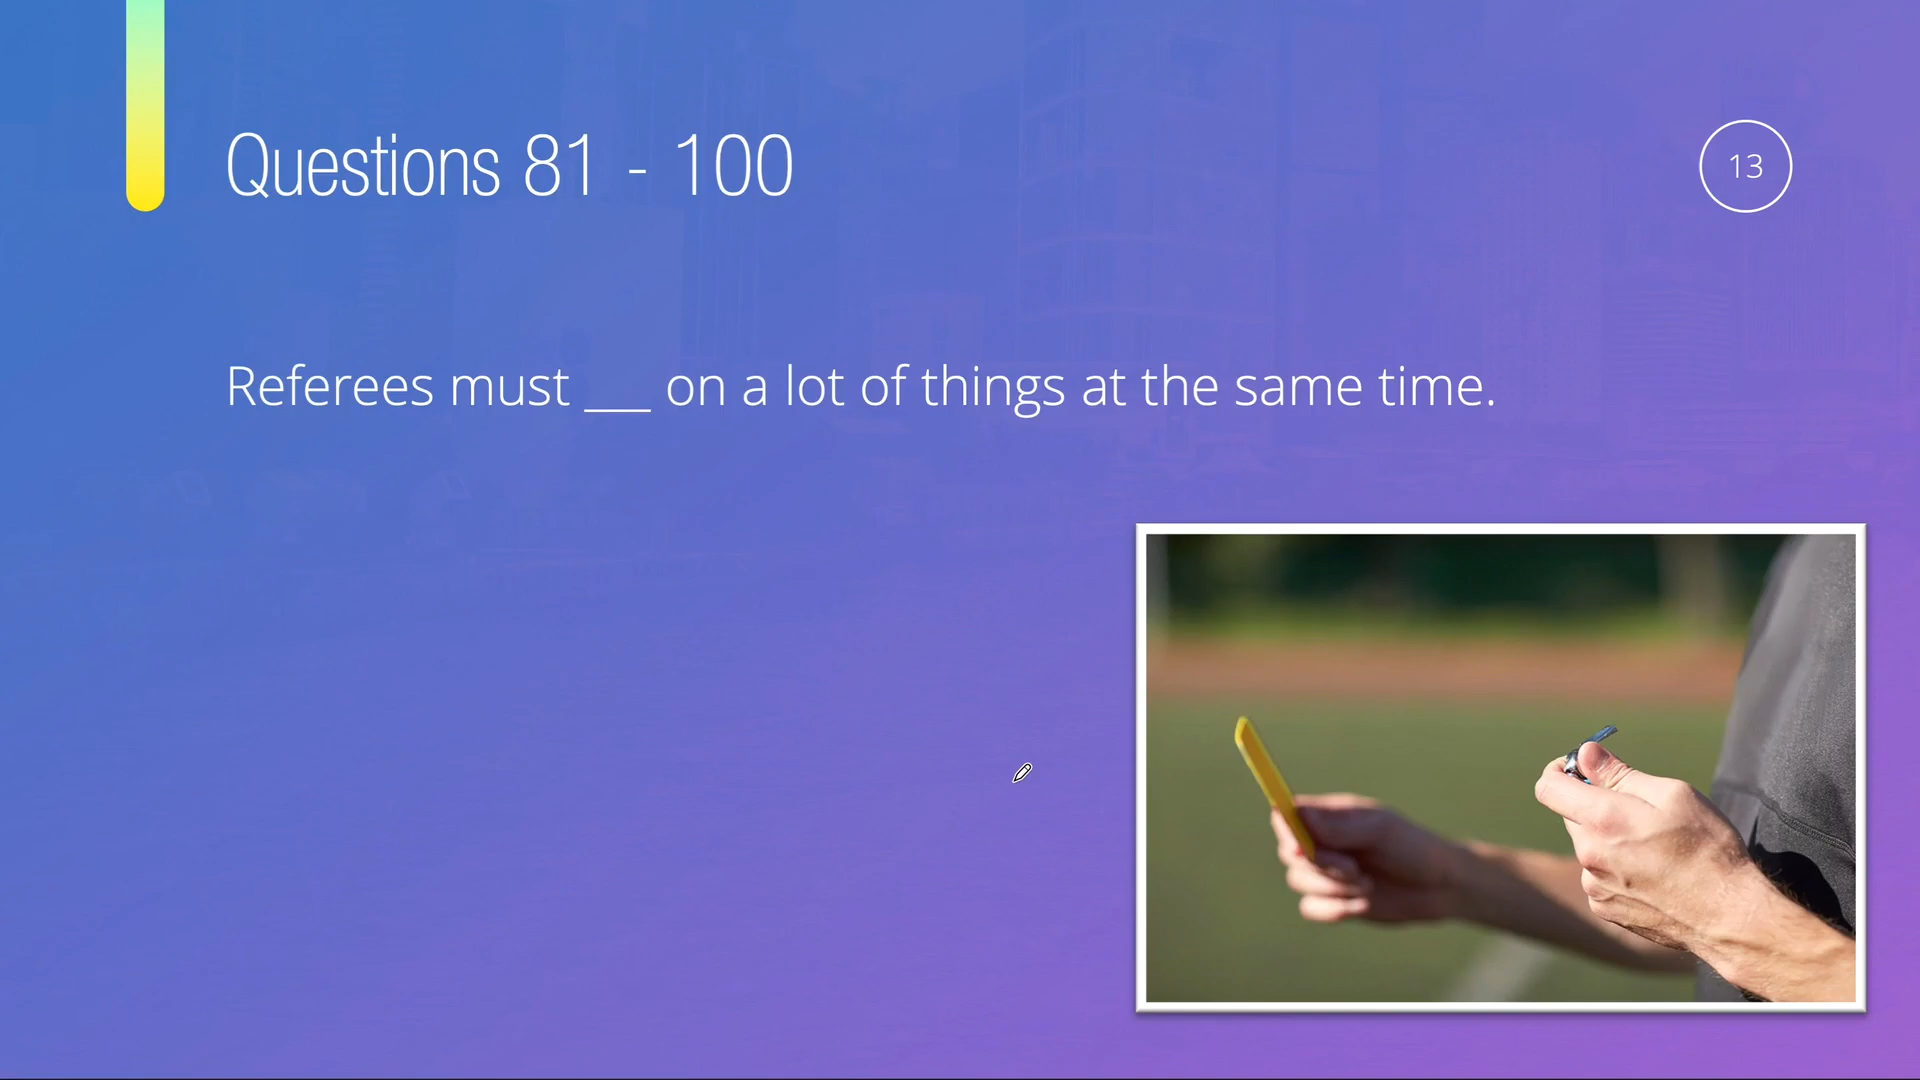 Questions 81 - 100
13
Referees must ___ on a lot of things at the same time.